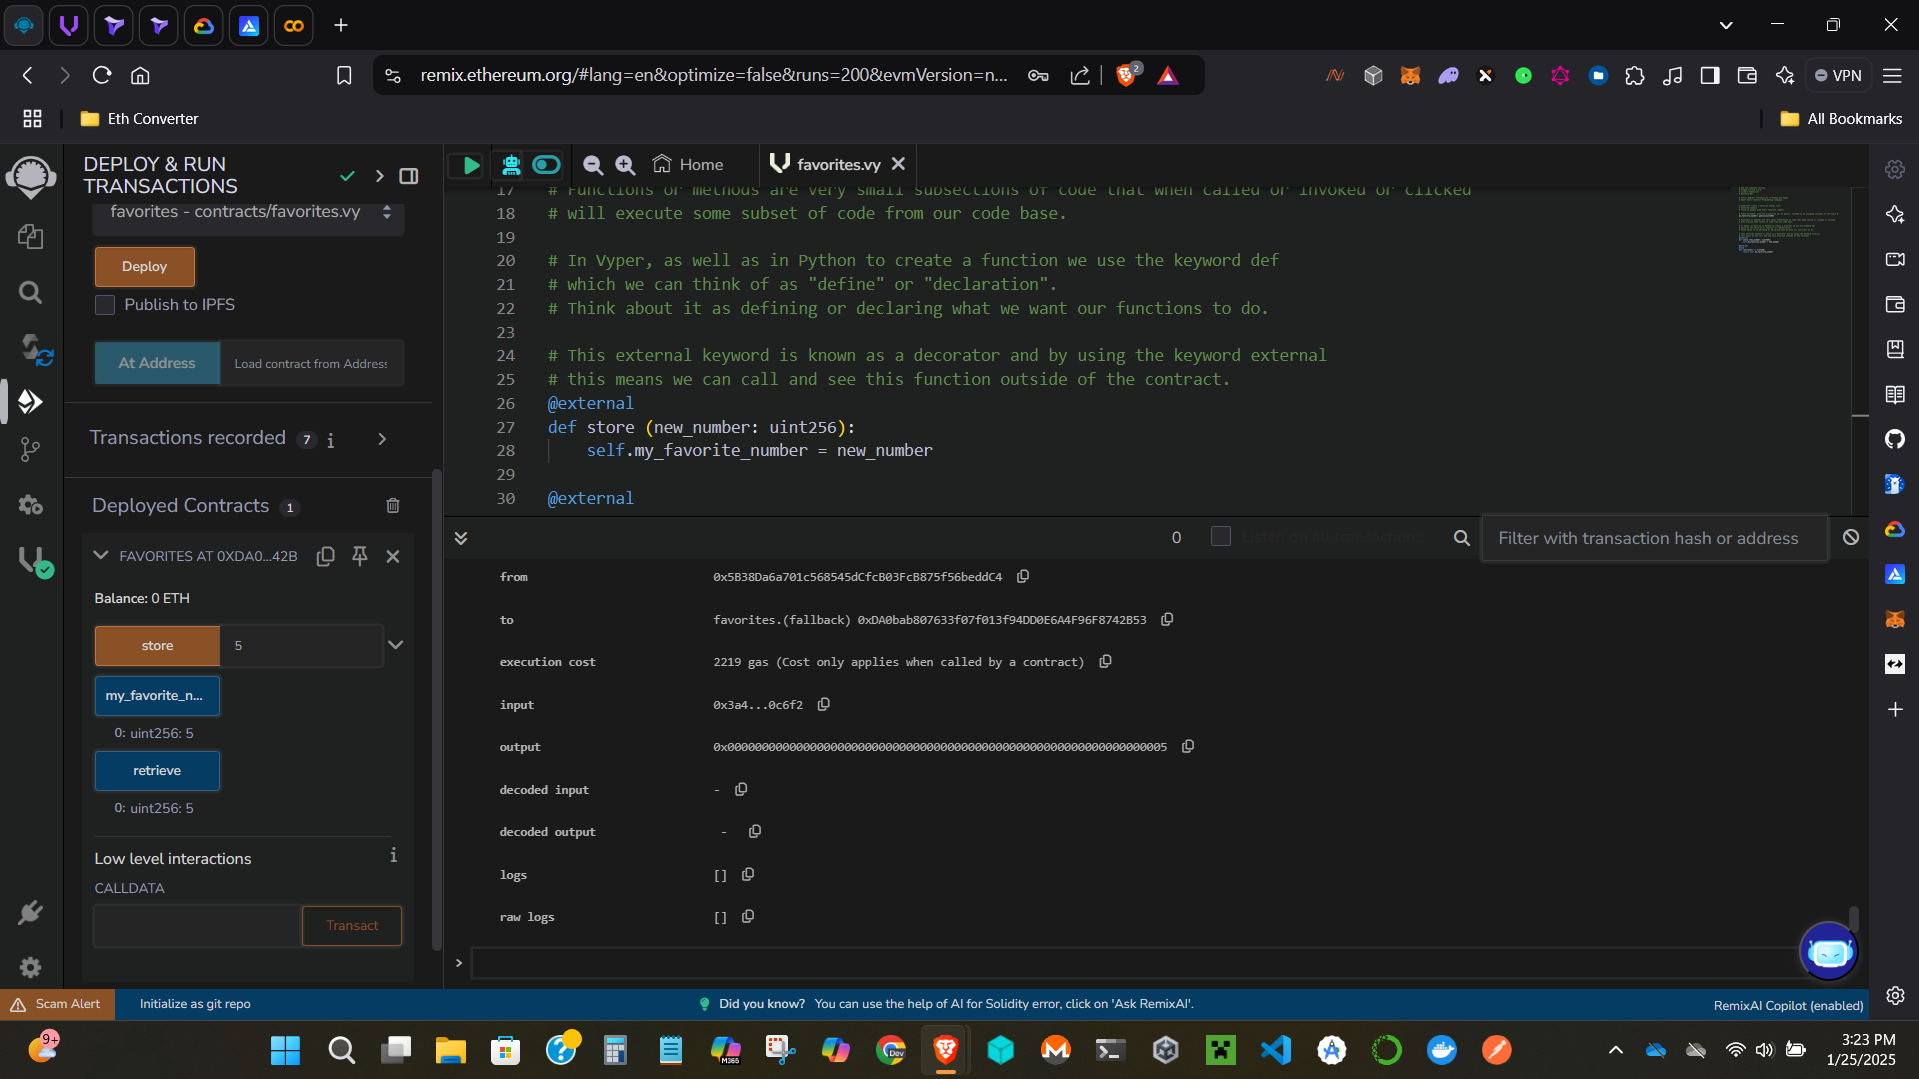 remix.ethereum.org/#lang=en&optimize=false&runs=200&evmVersion=n...
2
VPN
Eth Converter
All Bookmarks
DEPLOY & RUN
TRANSACTIONS
favorites - contracts/favorites.vy
Deploy
Publish to IPFS
At Address
Load contract from Address
Transactions recorded 7 i
Deployed Contracts 1
FAVORITES AT 0XDA0...42B
Balance: 0 ETH
store
5
my_favorite_n...
0: uint256: 5
retrieve
0: uint256: 5
Low level interactions
i
CALLDATA
Transact
Home
favorites.vy
17 # Functions or methods are very small subsections of code that when called or invoked or clicked
18 # will execute some subset of code from our code base.
19
20 # In Vyper, as well as in Python to create a function we use the keyword def
21 # which we can think of as "define" or "declaration".
22 # Think about it as defining or declaring what we want our functions to do.
23
24 # This external keyword is known as a decorator and by using the keyword external
25 # this means we can call and see this function outside of the contract.
26 @external
27 def store (new_number: uint256):
28 self.my_favorite_number = new_number
29
30 @external
0
Listen on all transactions
Filter with transaction hash or address
from 0x5B38Da6a701c568545dCfcB03FcB875f56beddC4
to favorites.(fallback) 0xDA0bab807633f07f013f94DD0E6A4F96F8742B53
execution cost 2219 gas (Cost only applies when called by a contract)
input 0x3a4...0c6f2
output 0x0000000000000000000000000000000000000000000000000000000000000005
decoded input -
decoded output -
logs []
raw logs []
>
Scam Alert
Initialize as git repo
Did you know? You can use the help of AI for Solidity error, click on 'Ask RemixAI'.
RemixAI Copilot (enabled)
9+
M365
Dev
3:23 PM
1/25/2025